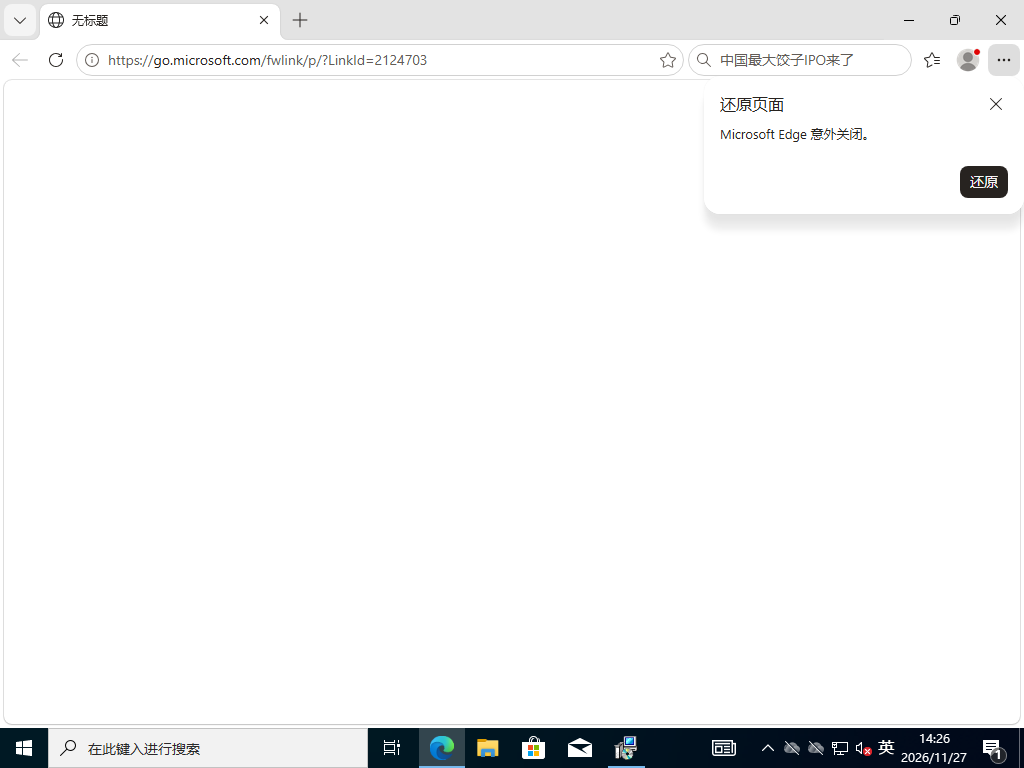 无标题
https://go.microsoft.com/fwlink/p/?LinkId=2124703
中国最大饺子IPO来了
还原页面
Microsoft Edge 意外关闭。
还原
在此键入进行搜索
英
14:26
2026/11/27
1